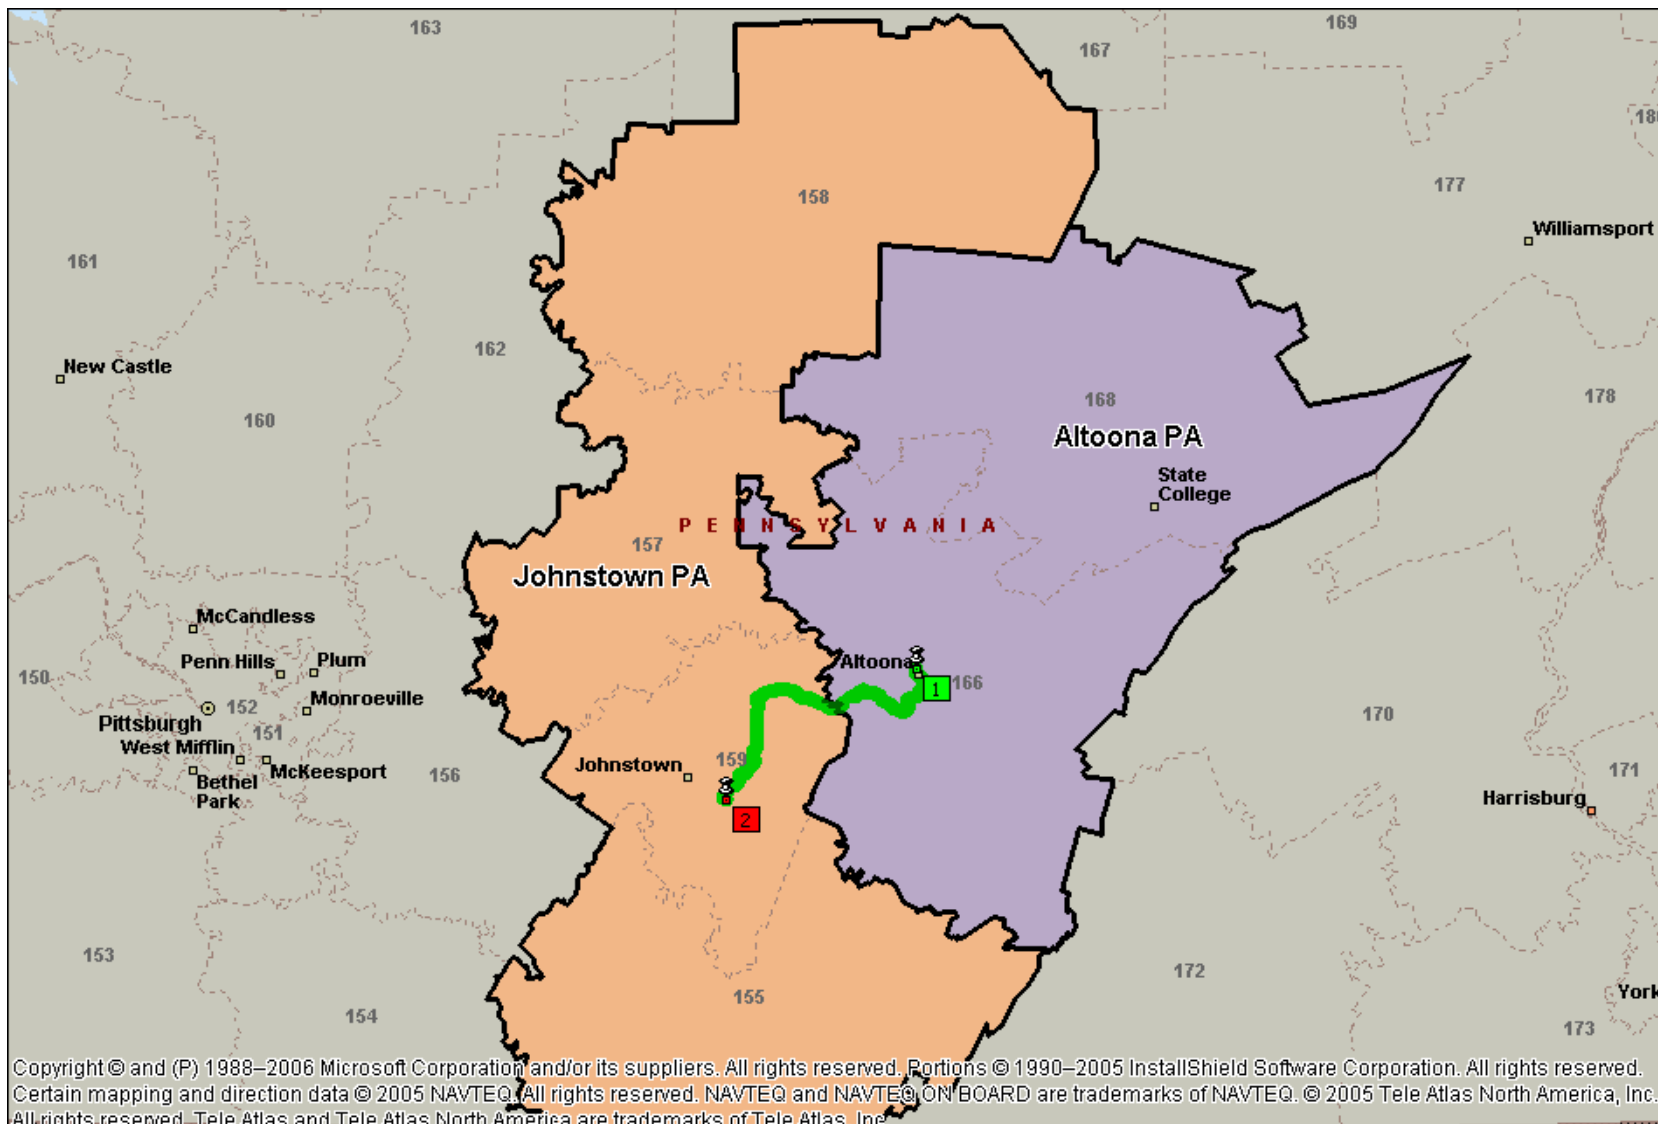 163
169
167
180
158
177
Williamsport
161
162
New Castle
168
178
160
Altoona PA
State
College
PENNSYLVANIA
157
Johnstown PA
McCandless
Penn Hills
Plum
Altoona
150
166
1
152
Monroeville
170
Pittsburgh
151
West Mifflin
159
Johnstown
McKeesport
156
171
Bethel
Park
Harrisburg
2
153
172
155
York
154
173
Copyright © and (P) 1988–2006 Microsoft Corporation and/or its suppliers. All rights reserved. Portions © 1990–2005 InstallShield Software Corporation. All rights reserved.
Certain mapping and direction data © 2005 NAVTEQ. All rights reserved. NAVTEQ and NAVTEQ ON BOARD are trademarks of NAVTEQ. © 2005 Tele Atlas North America, Inc.
All rights reserved. Tele Atlas and Tele Atlas North America are trademarks of Tele Atlas, Inc.